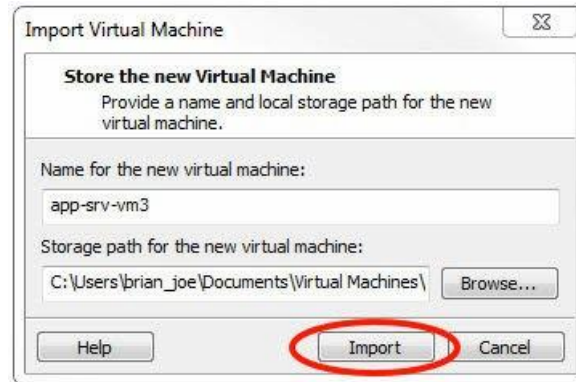 Import Virtual Machine
Store the new Virtual Machine
Provide a name and local storage path for the new
virtual machine.
Name for the new virtual machine:
app-srv-vm3
Storage path for the new virtual machine:
C:\Users\brian_joe\Documents\Virtual Machines\
Browse...
Help
Import
Cancel